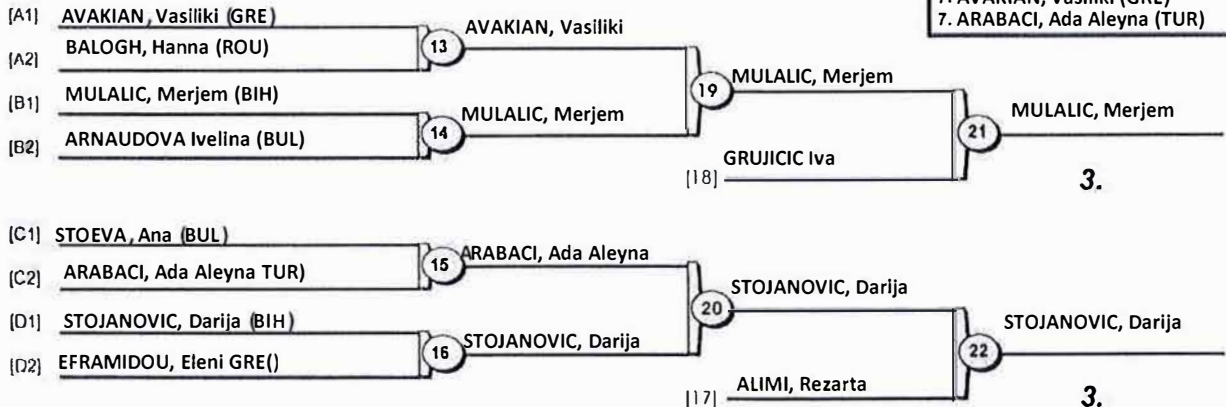 7. AVAKIAN, Vasiliki (GRE)
7. ARABACI, Ada Aleyna (TUR)
[A1] AVAKIAN, Vasiliki (GRE)
[A2] BALOGH, Hanna (ROU)
13 AVAKIAN, Vasiliki
[B1] MULALIC, Merjem (BIH)
[B2] ARNAUDOVA Ivelina (BUL)
14 MULALIC, Merjem
19 MULALIC, Merjem
[18] GRUJICIC Iva
21 MULALIC, Merjem
3.
[C1] STOEVA, Ana (BUL)
[C2] ARABACI, Ada Aleyna TUR)
15 ARABACI, Ada Aleyna
[D1] STOJANOVIC, Darija (BIH)
[D2] EFRAMIDOU, Eleni GRE()
16 STOJANOVIC, Darija
20 STOJANOVIC, Darija
[17] ALIMI, Rezarta
22 STOJANOVIC, Darija
3.